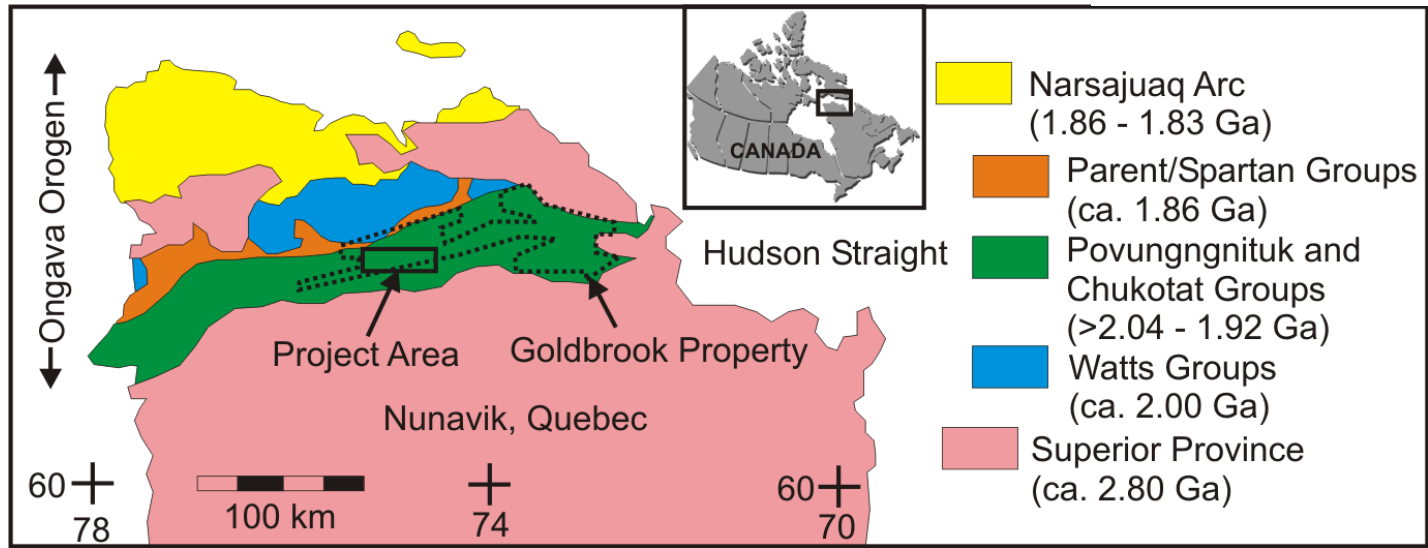 Ongava Orogen
CANADA
Hudson Straight
Project Area
Goldbrook Property
Nunavik, Quebec
60
78
100 km
74
60
70
Narsajuaq Arc
(1.86 - 1.83 Ga)
Parent/Spartan Groups
(ca. 1.86 Ga)
Povungngnituk and
Chukotat Groups
(>2.04 - 1.92 Ga)
Watts Groups
(ca. 2.00 Ga)
Superior Province
(ca. 2.80 Ga)